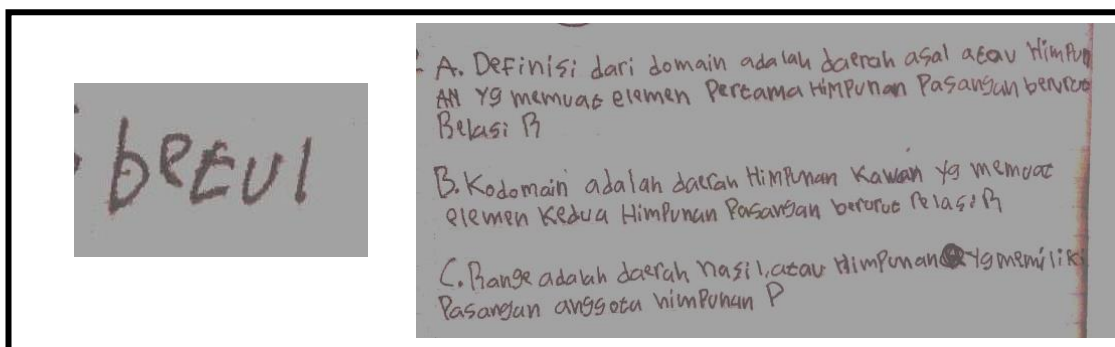 betul
A. Definisi dari domain adalah daerah asal atau Himpun
AN Yg memuat elemen Pertama HimPunan Pasangan berurut
Relasi R
B. Kodomain adalah daerah HimPunan Kawan Yg memuat
elemen Kedua HimPunan Pasangan berurut relasi R
C. Range adalah daerah hasil, atau HimPunan Yg memiliki
Pasangan anggota himPunan P